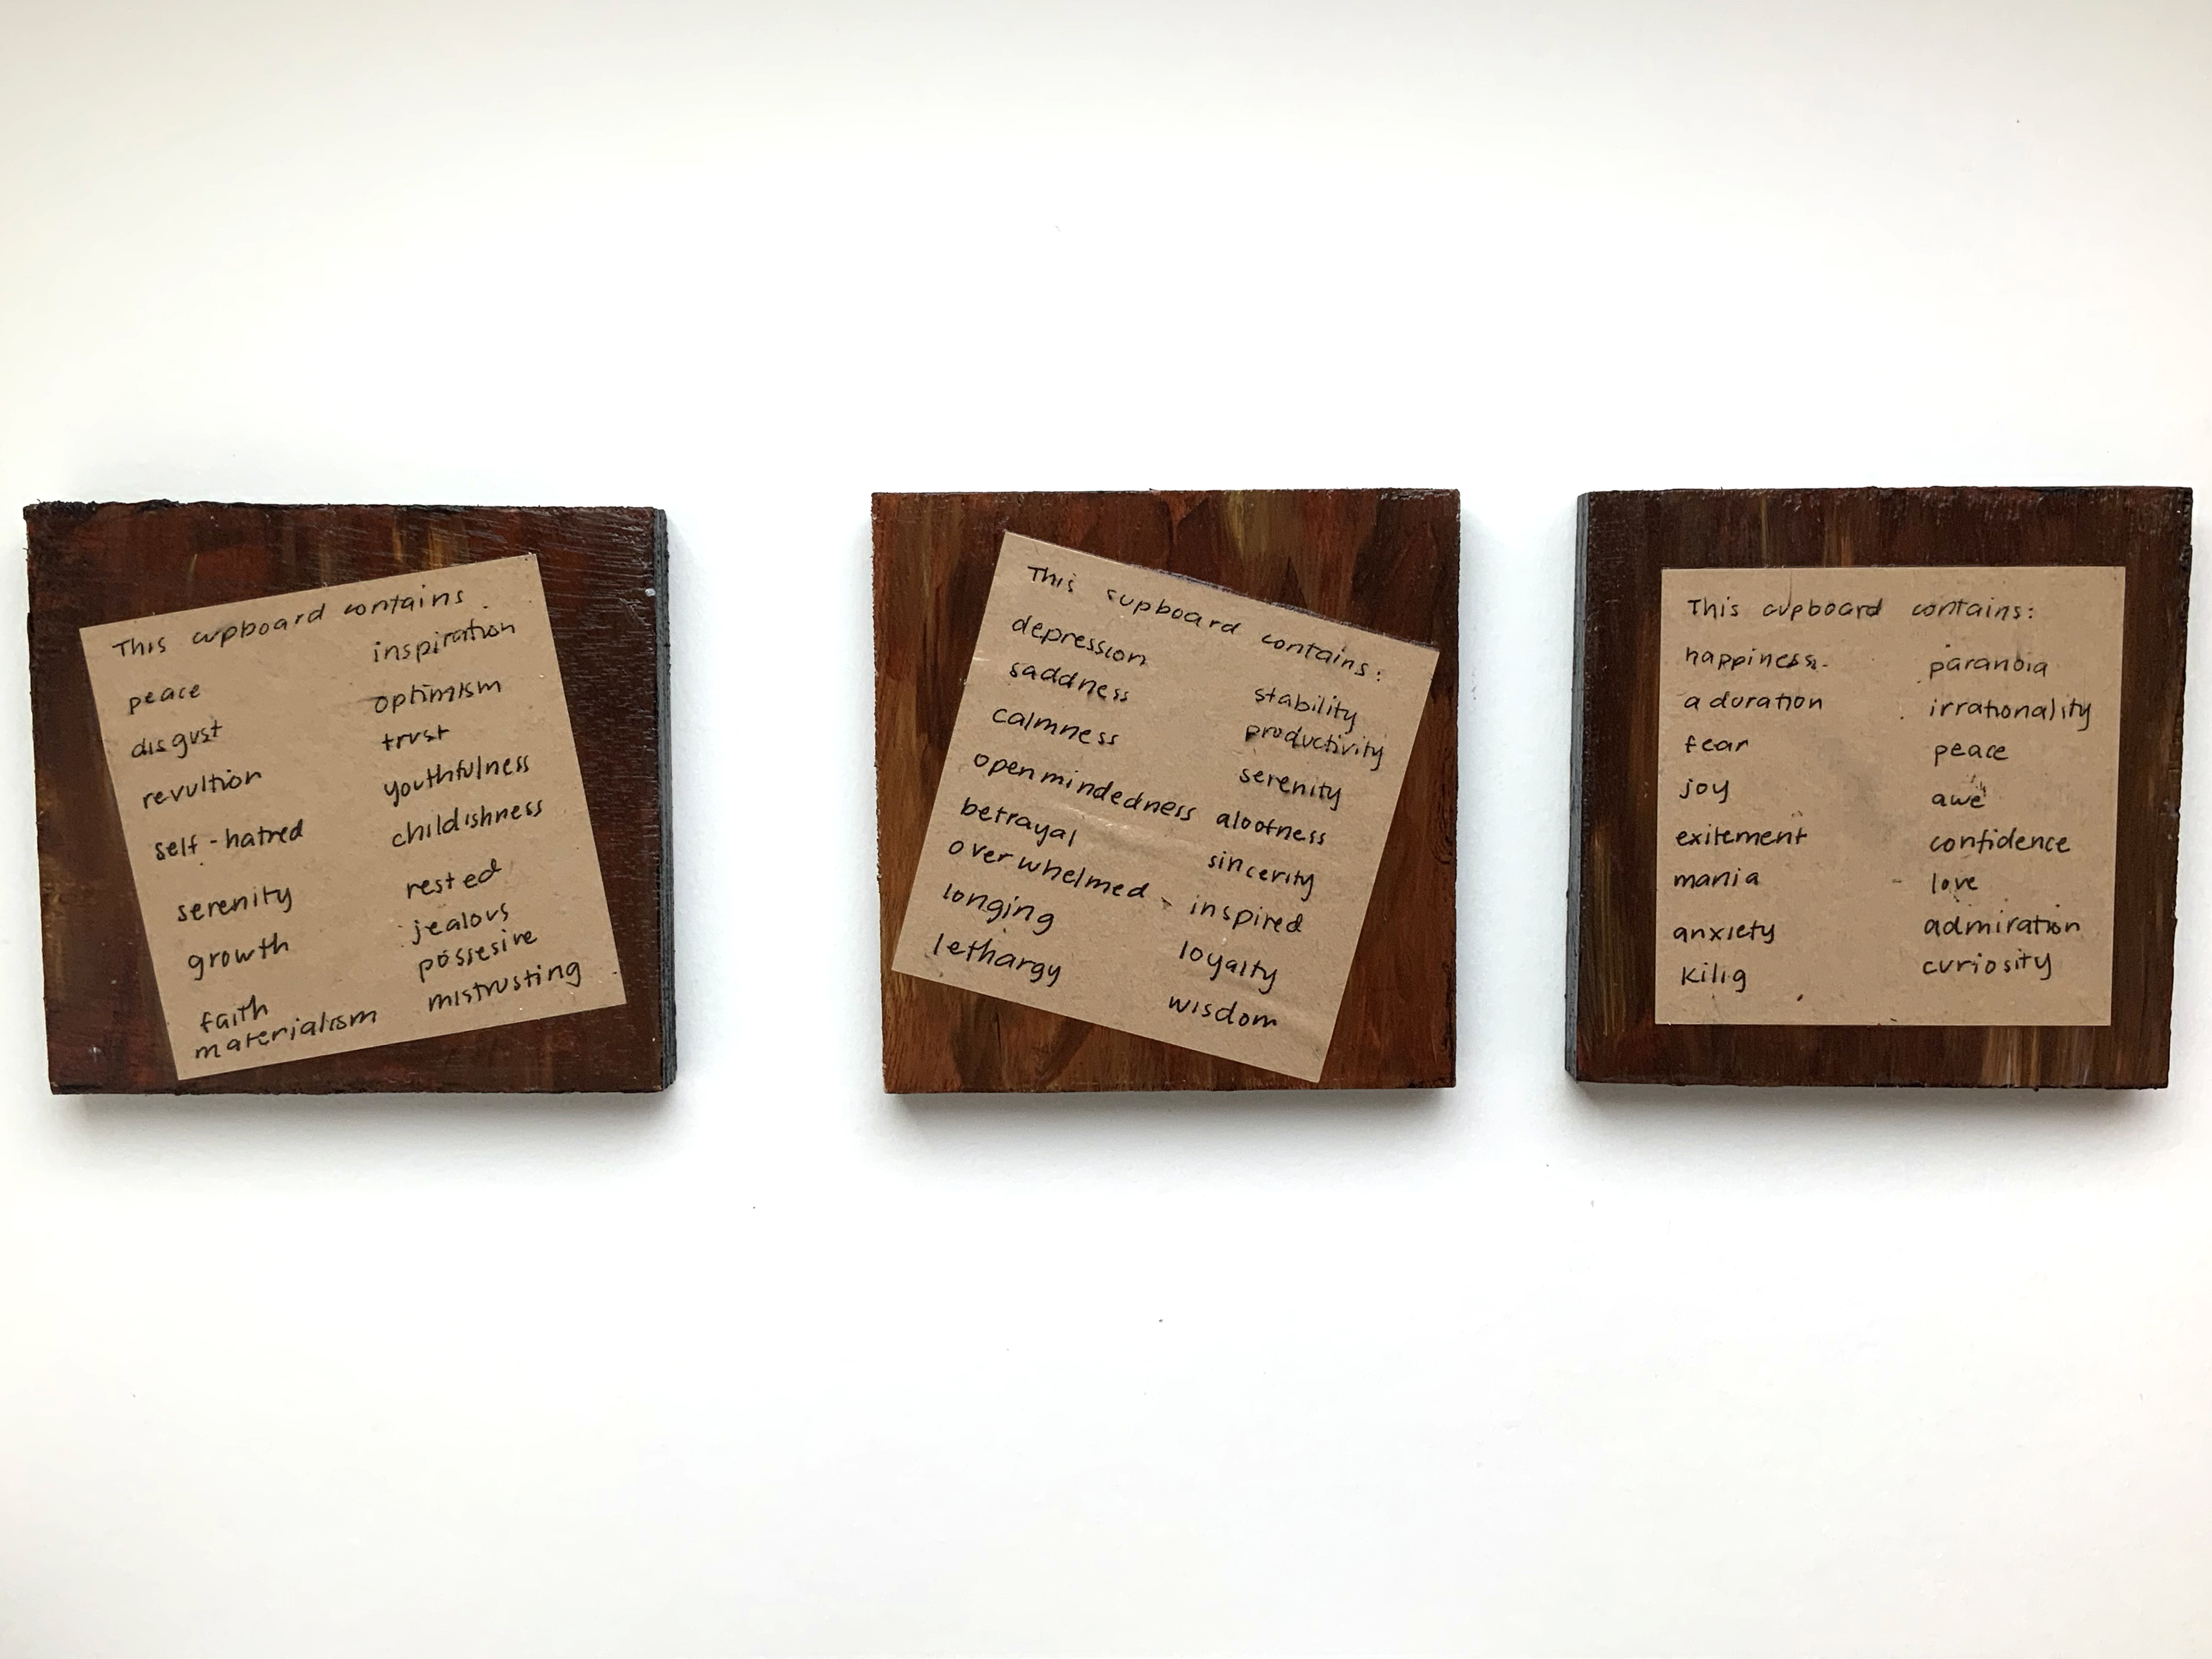 This cupboard contains
peace
disgust
revultion
self-hatred
serenity
growth
faith
materialism
inspiration
optimism
trust
youthfulness
childishness
rested
jealous
possesive
mistrusting
This cupboard contains:
depression
saddness
calmness
openmindedness
betrayal
overwhelmed
longing
lethargy
stability
productivity
serenity
alootness
sincerity
inspired
loyalty
wisdom
This cupboard contains:
happiness.
adoration
fear
joy
exitement
mania
anxiety
kilig
paranoia
irrationality
peace
awe
confidence
love
admiration
curiosity